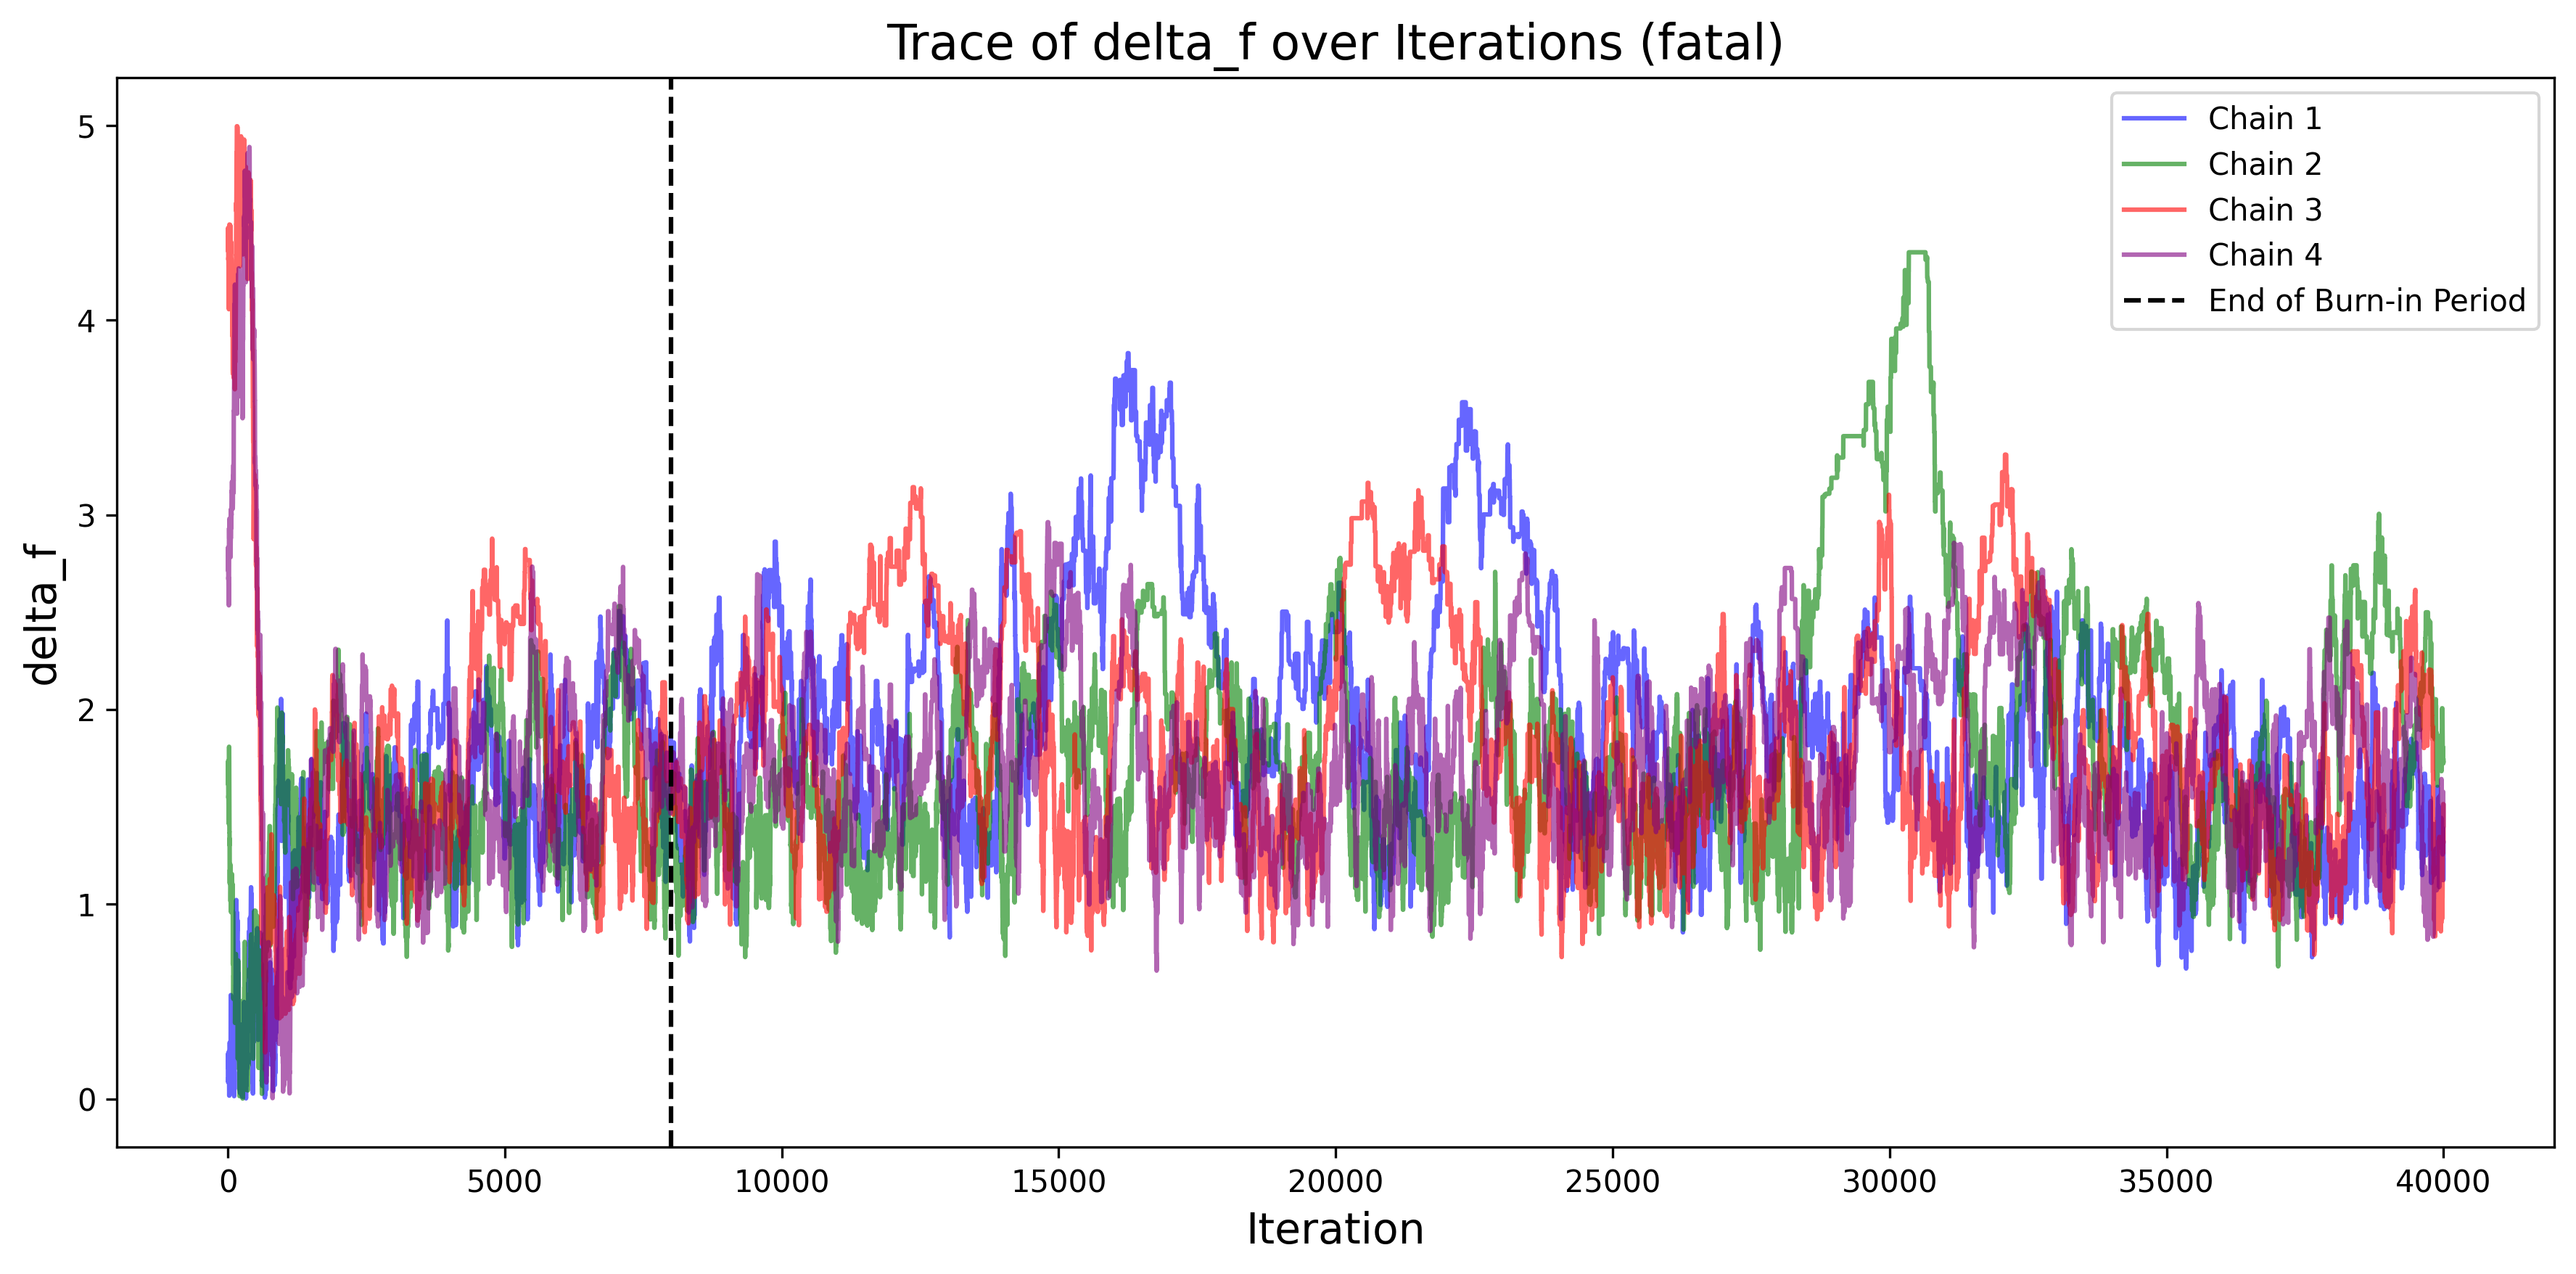 Trace of delta_f over Iterations (fatal)
5
4
3
2
1
0
delta_f
Chain 1
Chain 2
Chain 3
Chain 4
End of Burn-in Period
0 5000 10000 15000 20000 25000 30000 35000 40000
Iteration